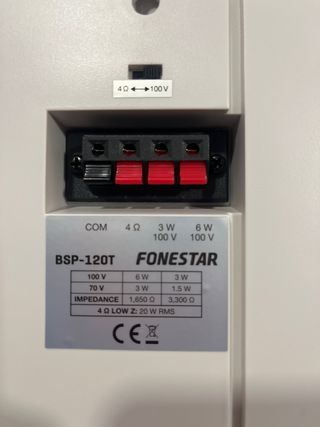 4 Ω ↔ 100 V
COM 4 Ω 3 W 6 W
100 V 100 V
BSP-120T FONESTAR
100 V 6 W 3 W
70 V 3 W 1.5 W
IMPEDANCE 1,650 Ω 3,300 Ω
4 Ω LOW Z: 20 W RMS
CE